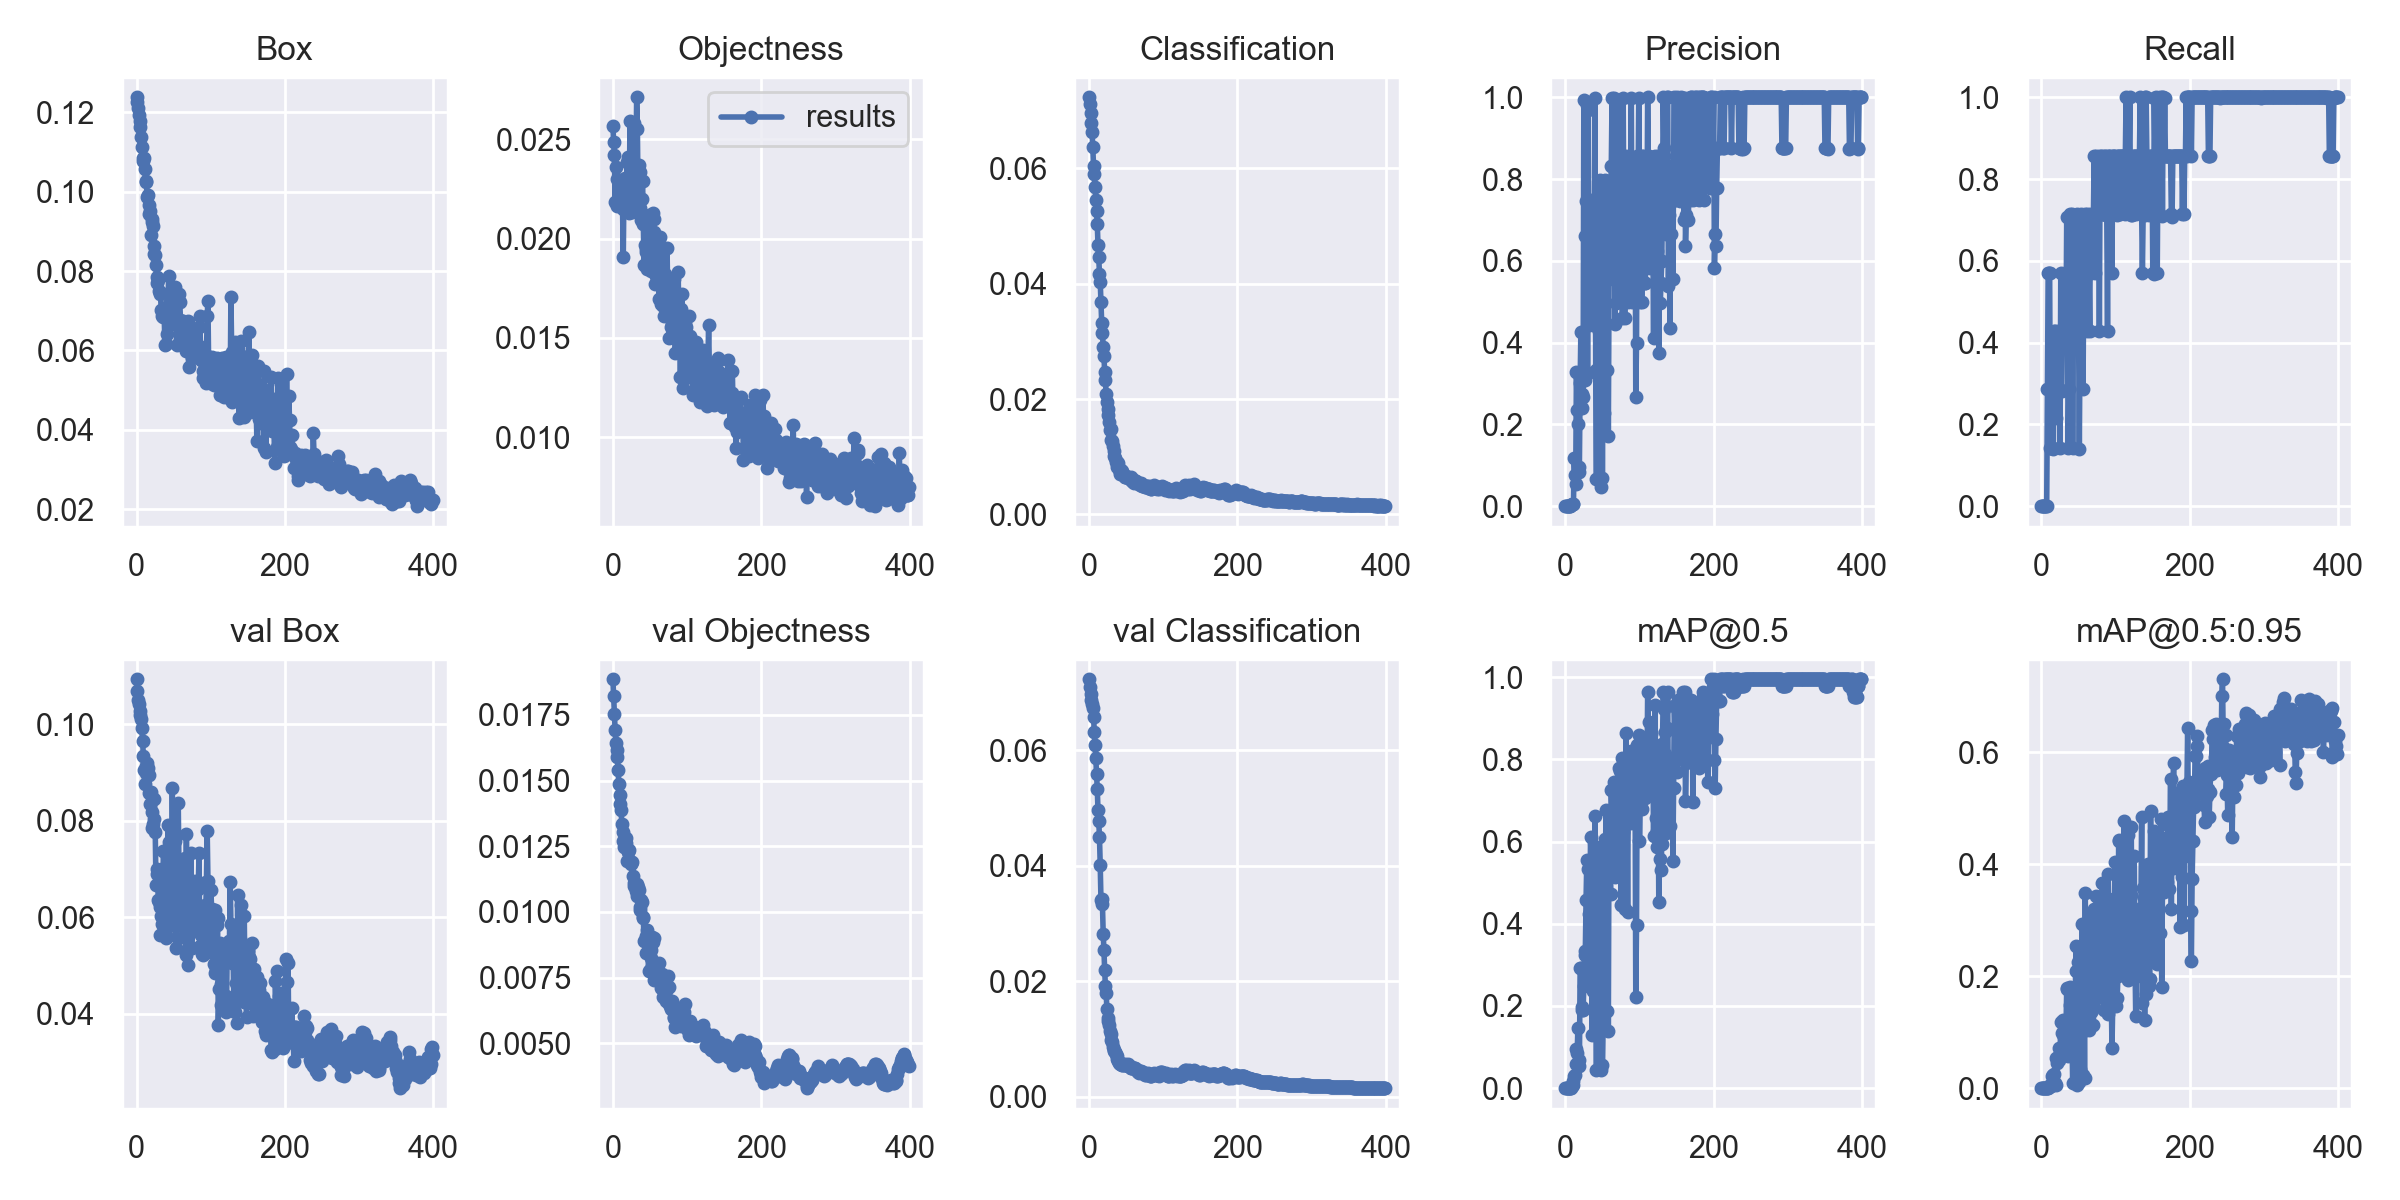 Box
0.12
0.10
0.08
0.06
0.04
0.02
0 200 400
Objectness
results
0.025
0.020
0.015
0.010
0 200 400
Classification
0.06
0.04
0.02
0.00
0 200 400
Precision
1.0
0.8
0.6
0.4
0.2
0.0
0 200 400
Recall
1.0
0.8
0.6
0.4
0.2
0.0
0 200 400
val Box
0.10
0.08
0.06
0.04
0 200 400
val Objectness
0.0175
0.0150
0.0125
0.0100
0.0075
0.0050
0 200 400
val Classification
0.06
0.04
0.02
0.00
0 200 400
mAP@0.5
1.0
0.8
0.6
0.4
0.2
0.0
0 200 400
mAP@0.5:0.95
0.6
0.4
0.2
0.0
0 200 400